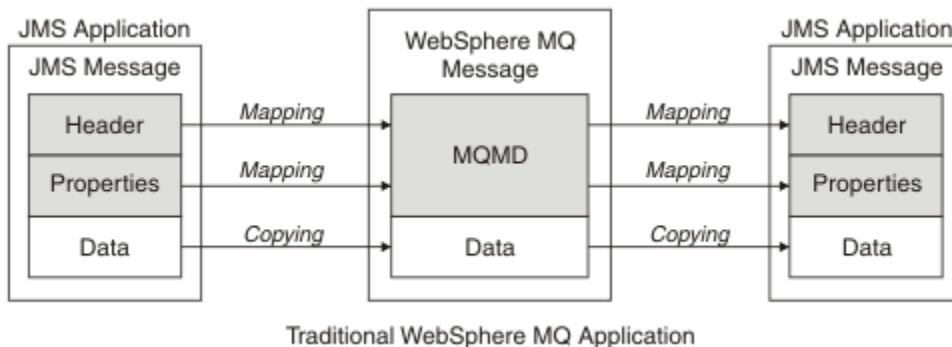 JMS Application
JMS Message
Header
Properties
Data
Mapping
Mapping
Copying
WebSphere MQ
Message
MQMD
Data
Mapping
Mapping
Copying
JMS Application
JMS Message
Header
Properties
Data
Traditional WebSphere MQ Application